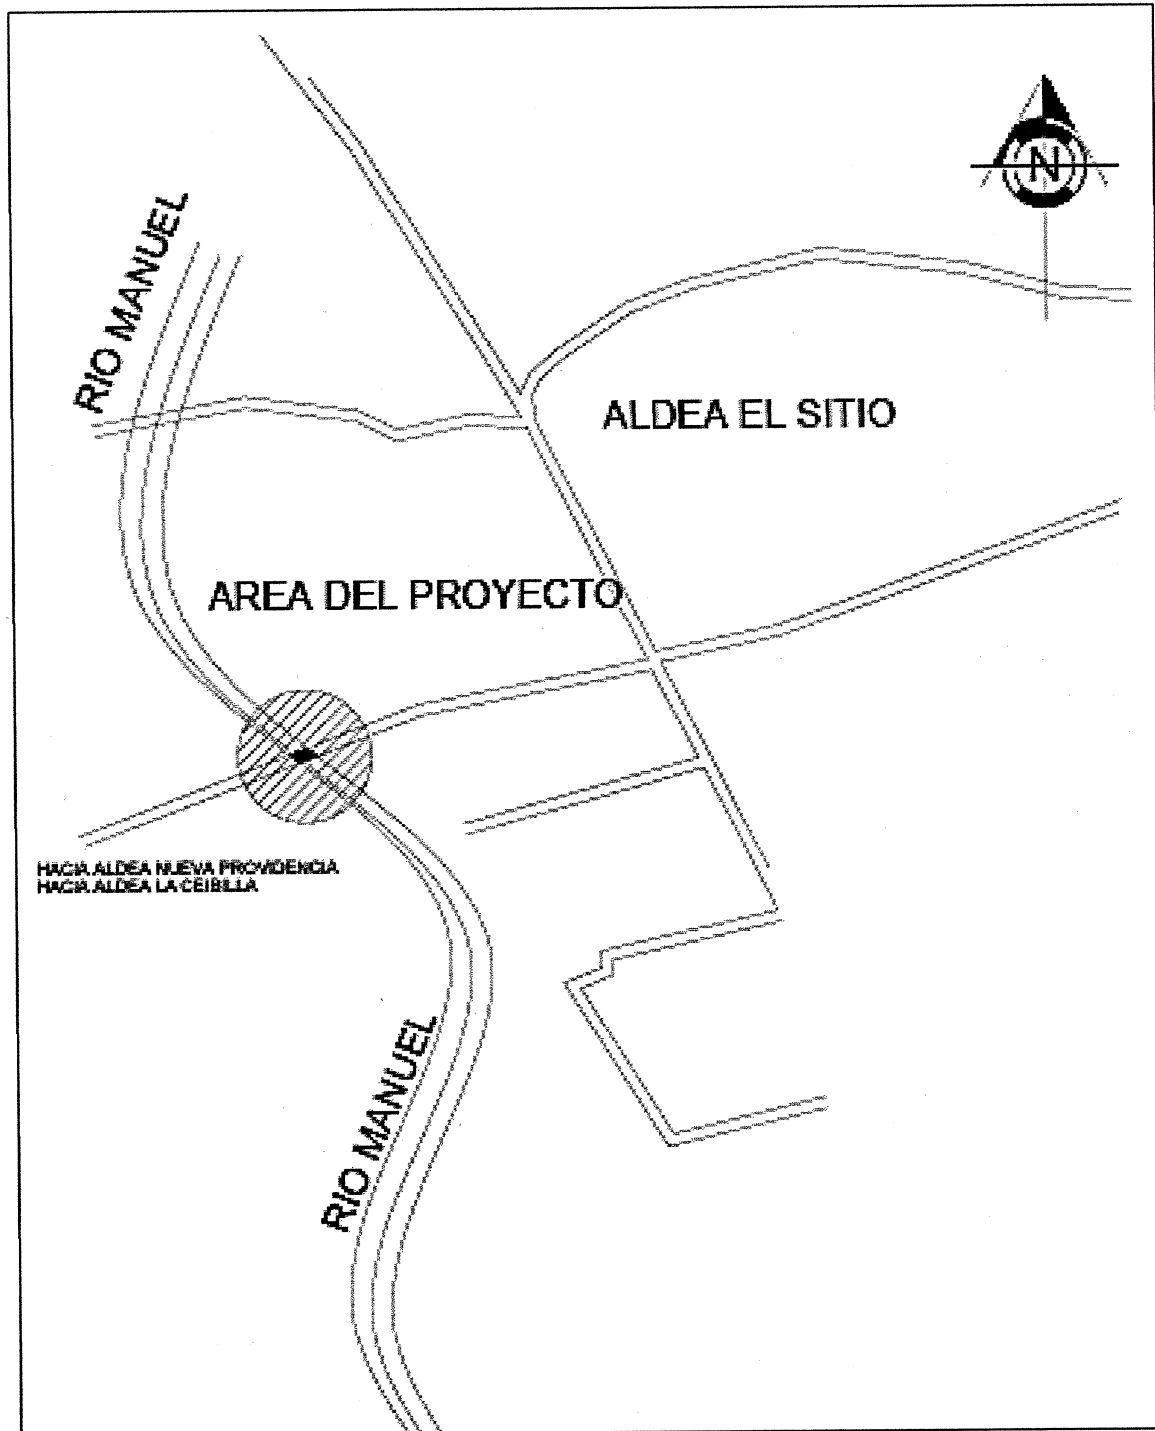 N
RIO MANUEL
ALDEA EL SITIO
AREA DEL PROYECTO
HACIA ALDEA NUEVA PROVIDENCIA
HACIA ALDEA LA CEIBILLA
RIO MANUEL